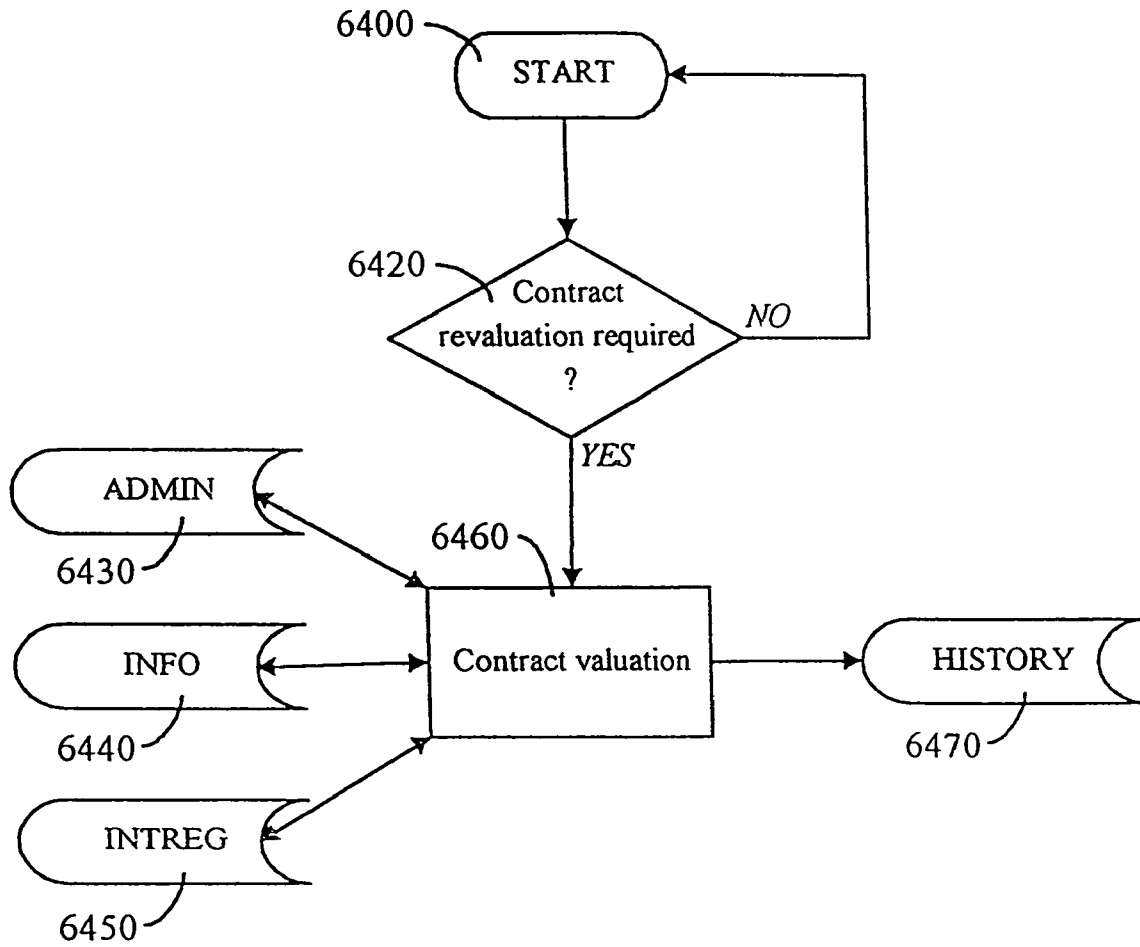 6400
START
6420
Contract
revaluation required
?
NO
YES
ADMIN
6430
6460
INFO
6440
Contract valuation
HISTORY
6470
INTREG
6450